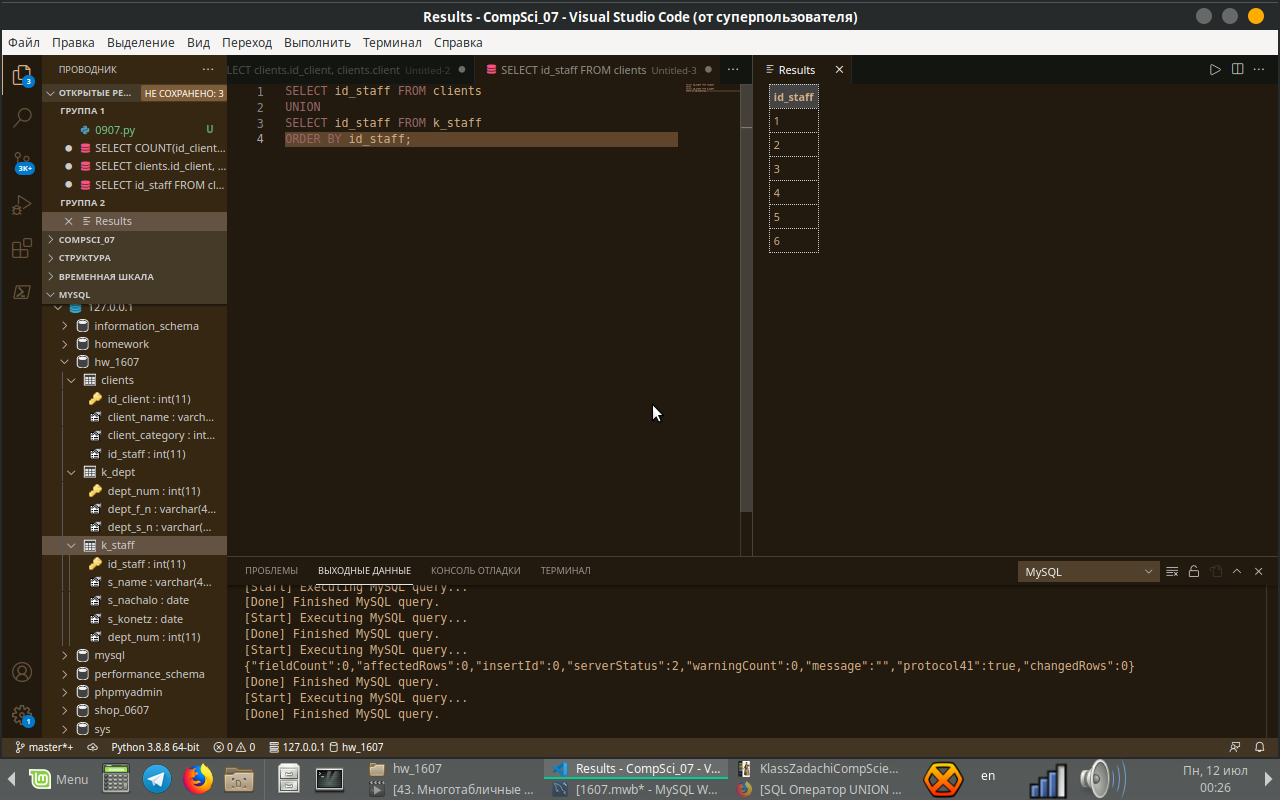 Results - CompSci_07 - Visual Studio Code (от суперпользователя)
Файл Правка Выделение Вид Переход Выполнить Терминал Справка
ПРОВОДНИК
ОТКРЫТЫЕ РЕ... НЕ СОХРАНЕНО: 3
ГРУППА 1
0907.py U
SELECT COUNT(id_client...
SELECT clients.id_client, ...
SELECT id_staff FROM cl...
ГРУППА 2
Results
COMPSCI_07
СТРУКТУРА
ВРЕМЕННАЯ ШКАЛА
MYSQL
127.0.0.1
information_schema
homework
hw_1607
clients
id_client : int(11)
client_name : varch...
client_category : int...
id_staff : int(11)
k_dept
dept_num : int(11)
dept_f_n : varchar(4...
dept_s_n : varchar(...
k_staff
id_staff : int(11)
s_name : varchar(4...
s_nachalo : date
s_konetz : date
dept_num : int(11)
mysql
performance_schema
phpmyadmin
shop_0607
sys
3
3K+
1
LECT clients.id_client, clients.client Untitled-2
SELECT id_staff FROM clients Untitled-3
1 SELECT id_staff FROM clients
2 UNION
3 SELECT id_staff FROM k_staff
4 ORDER BY id_staff;
Results
id_staff
1
2
3
4
5
6
ПРОБЛЕМЫ ВЫХОДНЫЕ ДАННЫЕ КОНСОЛЬ ОТЛАДКИ ТЕРМИНАЛ
MySQL
[Start] Executing MySQL query...
[Done] Finished MySQL query.
[Start] Executing MySQL query...
[Done] Finished MySQL query.
[Start] Executing MySQL query...
{"fieldCount":0,"affectedRows":0,"insertId":0,"serverStatus":2,"warningCount":0,"message":"","protocol41":true,"changedRows":0}
[Done] Finished MySQL query.
[Start] Executing MySQL query...
[Done] Finished MySQL query.
master*+ Python 3.8.8 64-bit 0 0 127.0.0.1 hw_1607
Menu
hw_1607
[43. Многотабличные ...
Results - CompSci_07 - V...
[1607.mwb* - MySQL W...
KlassZadachiCompScie...
[SQL Оператор UNION ...
en
Пн, 12 июл
00:26